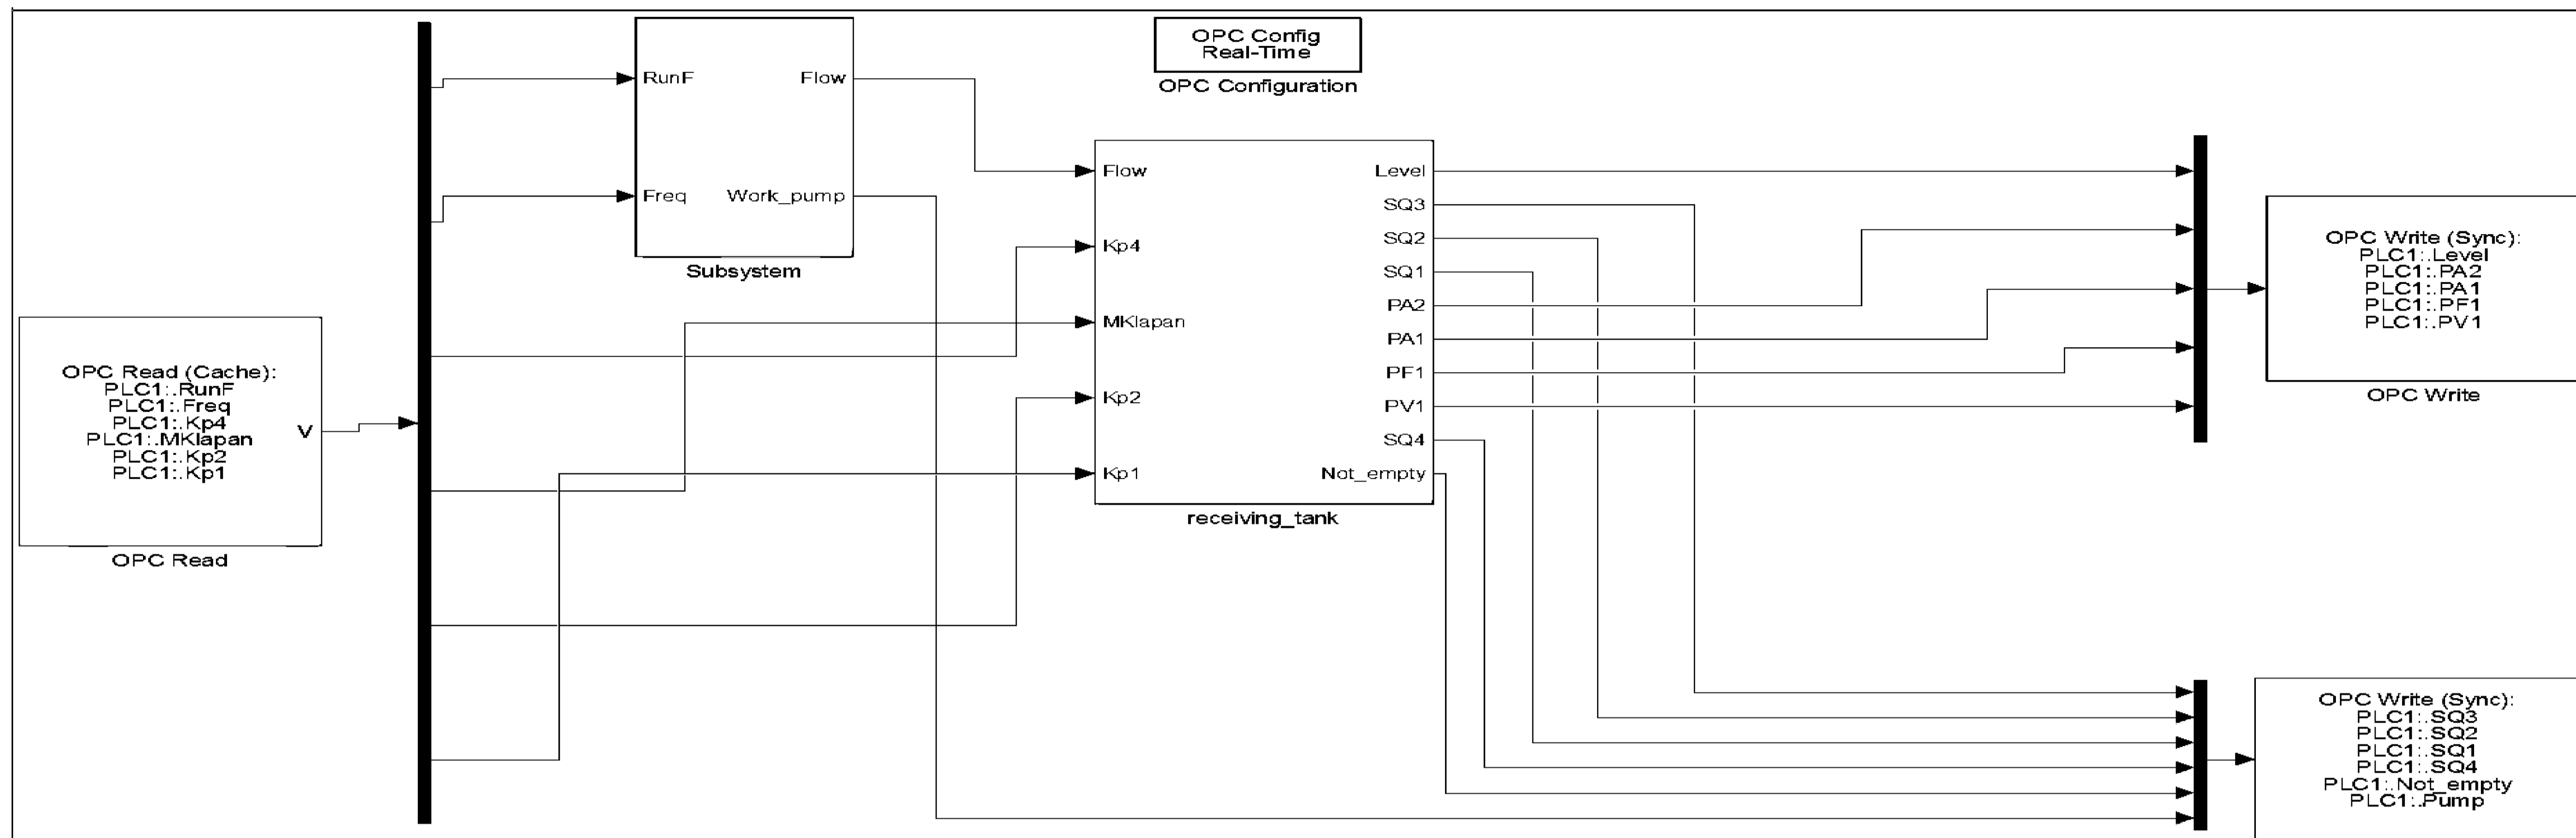 OPC Config
Real-Time
OPC Configuration
RunF
Flow
Freq
Work_pump
Subsystem
Flow
Kp4
MKlapan
Kp2
Kp1
Level
SQ3
SQ2
SQ1
PA2
PA1
PF1
PV1
SQ4
Not_empty
receiving_tank
OPC Read (Cache):
PLC1:.RunF
PLC1:.Freq
PLC1:.Kp4
PLC1:.MKlapan
PLC1:.Kp2
PLC1:.Kp1
V
OPC Read
OPC Write (Sync):
PLC1:.Level
PLC1:.PA2
PLC1:.PA1
PLC1:.PF1
PLC1:.PV1
OPC Write
OPC Write (Sync):
PLC1:.SQ3
PLC1:.SQ2
PLC1:.SQ1
PLC1:.SQ4
PLC1:.Not_empty
PLC1:.Pump